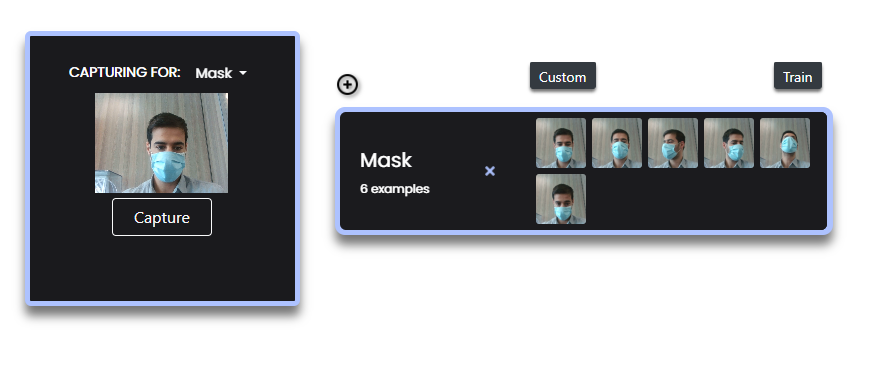 CAPTURING FOR: Mask
Capture
Custom
Train
Mask
6 examples